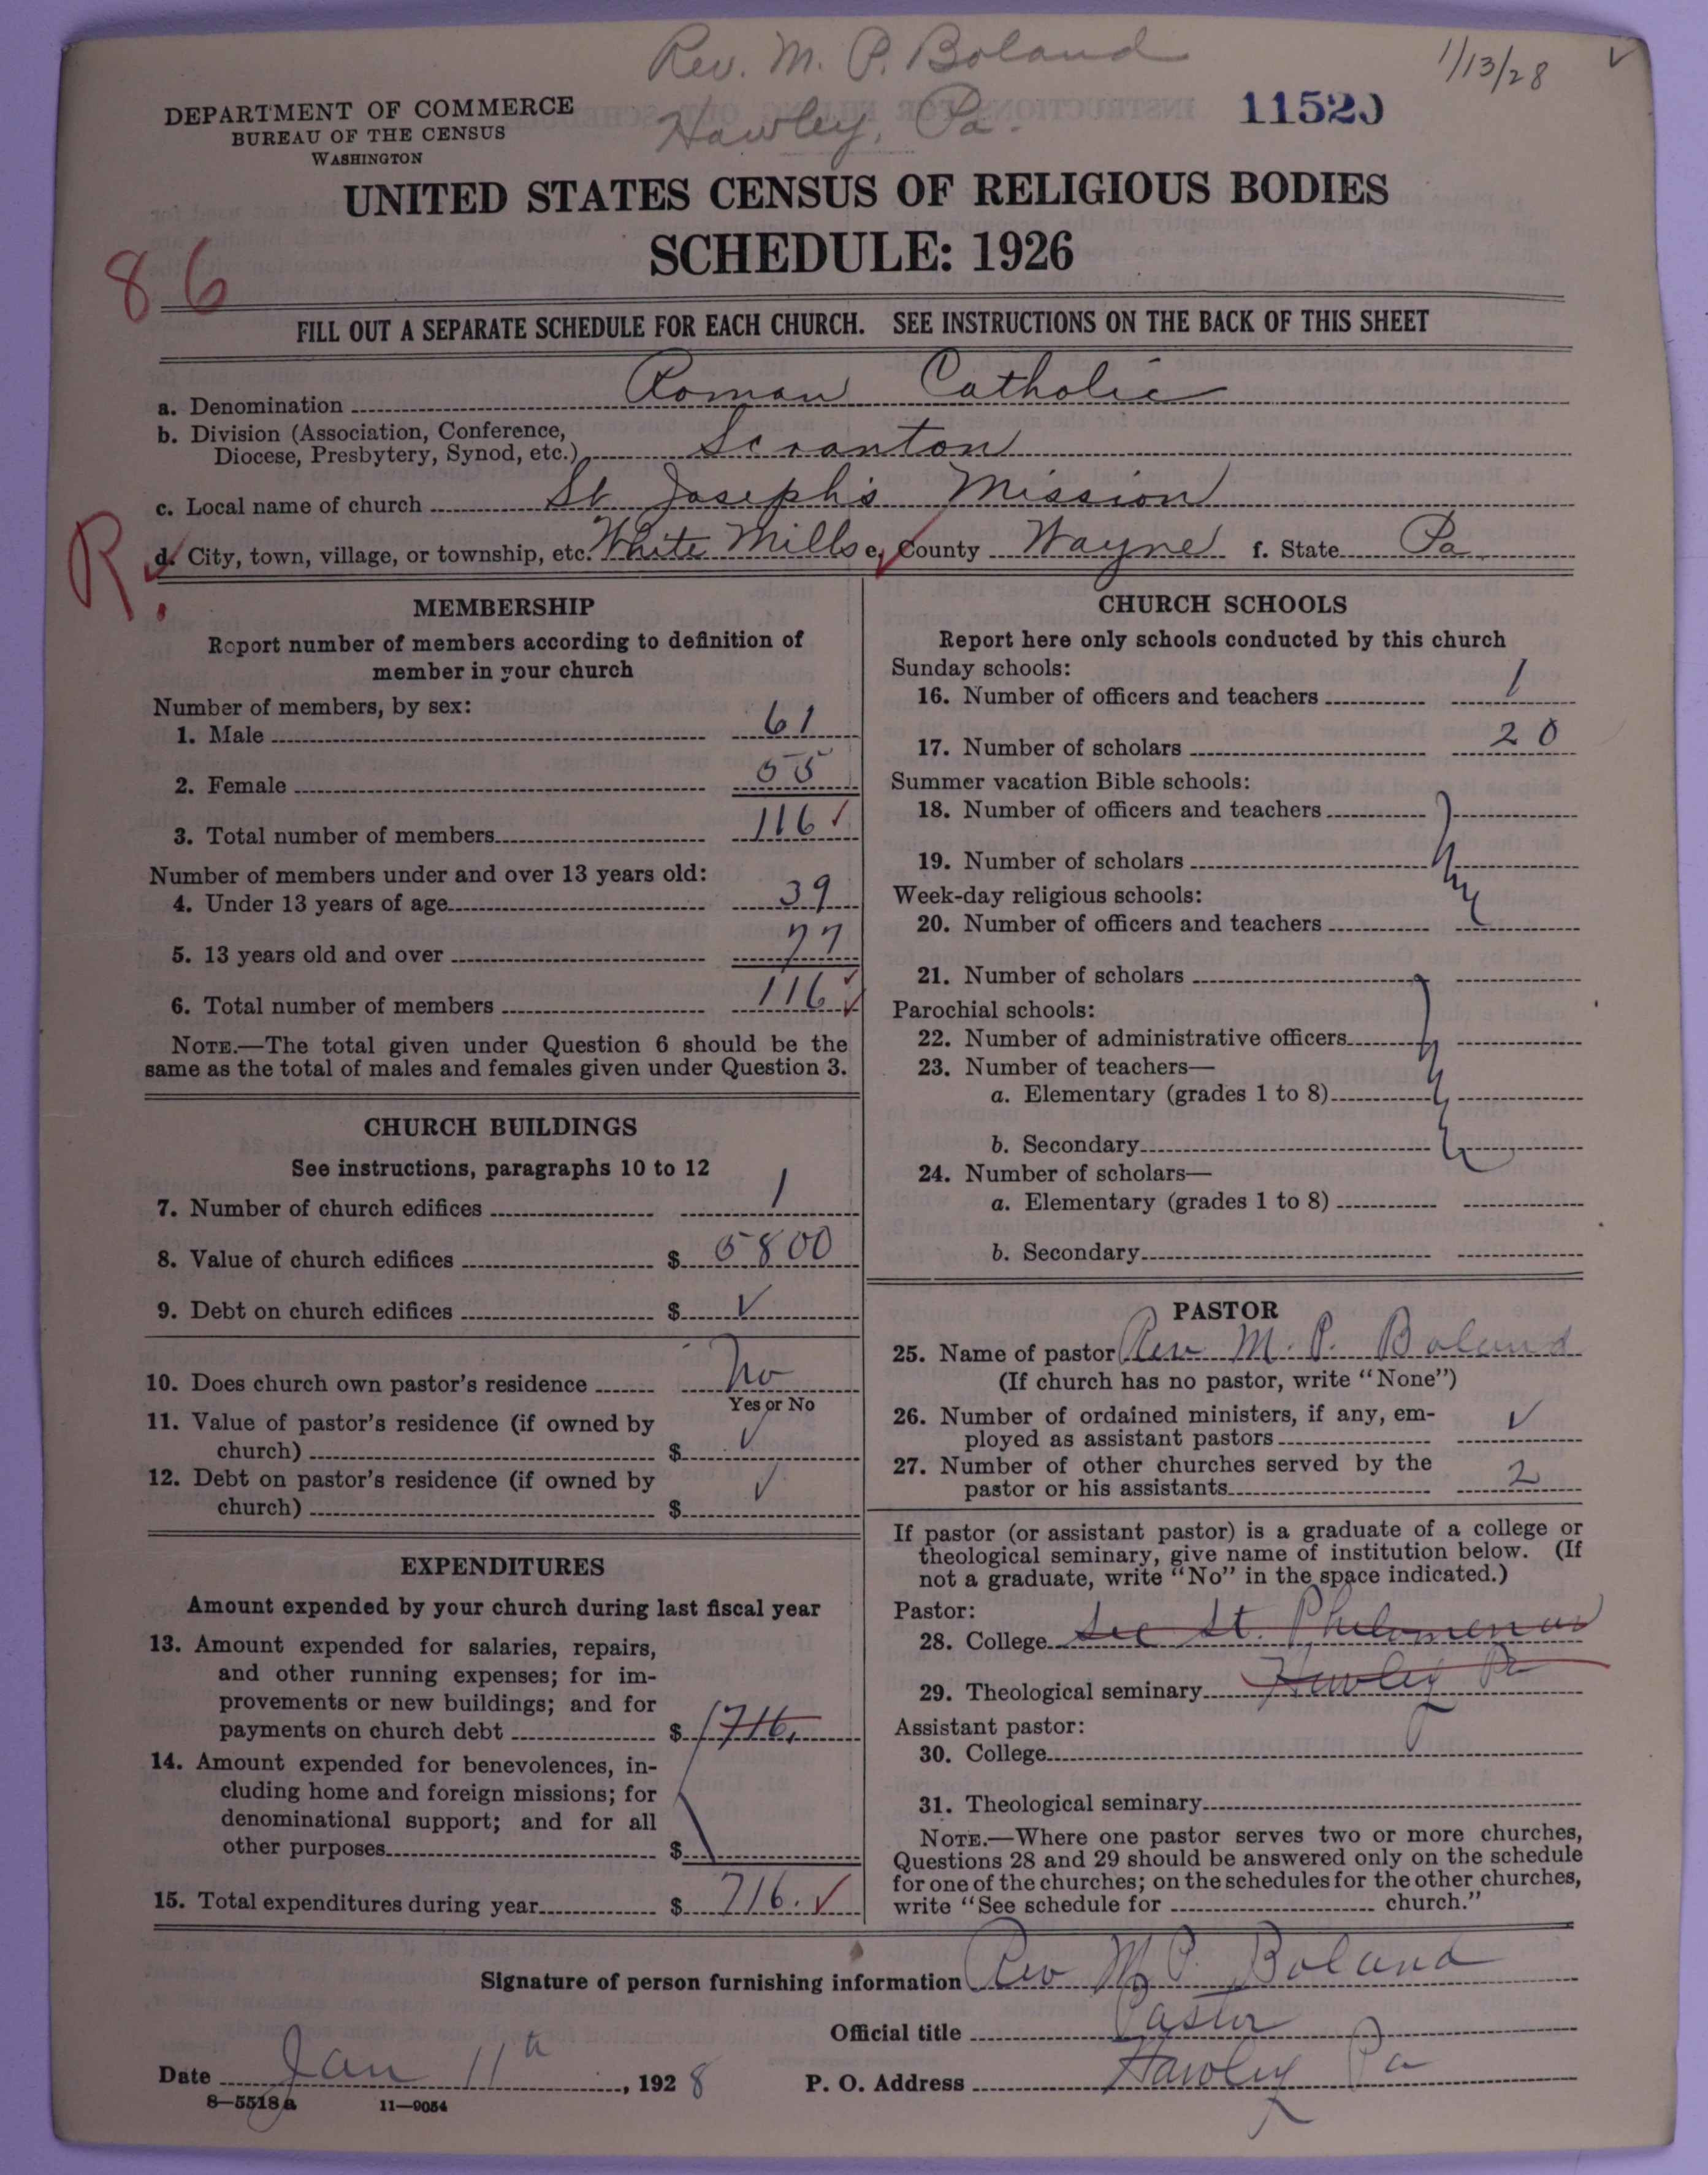 Rev. M. P. Boland
Hawley, Pa.
1/13/28
11520
DEPARTMENT OF COMMERCE
BUREAU OF THE CENSUS
WASHINGTON
UNITED STATES CENSUS OF RELIGIOUS BODIES
SCHEDULE: 1926
86
FILL OUT A SEPARATE SCHEDULE FOR EACH CHURCH. SEE INSTRUCTIONS ON THE BACK OF THIS SHEET
a. Denomination Roman Catholic
b. Division (Association, Conference,
Diocese, Presbytery, Synod, etc.) Scranton
c. Local name of church St Joseph's Mission
R.
d. City, town, village, or township, etc. White Mills e. County Wayne f. State Pa
MEMBERSHIP
Report number of members according to definition of
member in your church
Number of members, by sex:
1. Male 61
2. Female 55
3. Total number of members 116 ✓
Number of members under and over 13 years old:
4. Under 13 years of age 39
5. 13 years old and over 77
6. Total number of members 116 ✓
NOTE.—The total given under Question 6 should be the
same as the total of males and females given under Question 3.
CHURCH BUILDINGS
See instructions, paragraphs 10 to 12
7. Number of church edifices 1
8. Value of church edifices $ 5800
9. Debt on church edifices $ ✓
10. Does church own pastor's residence No
Yes or No
11. Value of pastor's residence (if owned by
church) $ ✓
12. Debt on pastor's residence (if owned by
church) $ ✓
EXPENDITURES
Amount expended by your church during last fiscal year
13. Amount expended for salaries, repairs,
and other running expenses; for im-
provements or new buildings; and for
payments on church debt $ 716.
14. Amount expended for benevolences, in-
cluding home and foreign missions; for
denominational support; and for all
other purposes $
15. Total expenditures during year $ 716. ✓
CHURCH SCHOOLS
Report here only schools conducted by this church
Sunday schools:
16. Number of officers and teachers 1
17. Number of scholars 20
Summer vacation Bible schools:
18. Number of officers and teachers
19. Number of scholars
Week-day religious schools:
20. Number of officers and teachers
21. Number of scholars
Parochial schools:
22. Number of administrative officers
23. Number of teachers—
a. Elementary (grades 1 to 8)
b. Secondary
24. Number of scholars—
a. Elementary (grades 1 to 8)
b. Secondary
PASTOR
25. Name of pastor Rev M. P. Boland
(If church has no pastor, write "None")
26. Number of ordained ministers, if any, em-
ployed as assistant pastors ✓
27. Number of other churches served by the
pastor or his assistants 2
If pastor (or assistant pastor) is a graduate of a college or
theological seminary, give name of institution below. (If
not a graduate, write "No" in the space indicated.)
Pastor:
28. College See St. Philomenas
29. Theological seminary Hawley Pa
Assistant pastor:
30. College
31. Theological seminary
NOTE.—Where one pastor serves two or more churches,
Questions 28 and 29 should be answered only on the schedule
for one of the churches; on the schedules for the other churches,
write "See schedule for church."
Signature of person furnishing information Rev M P. Boland
Official title Pastor
Date Jan 11th, 1928 P. O. Address Hawley Pa
8—5518a 11—9054